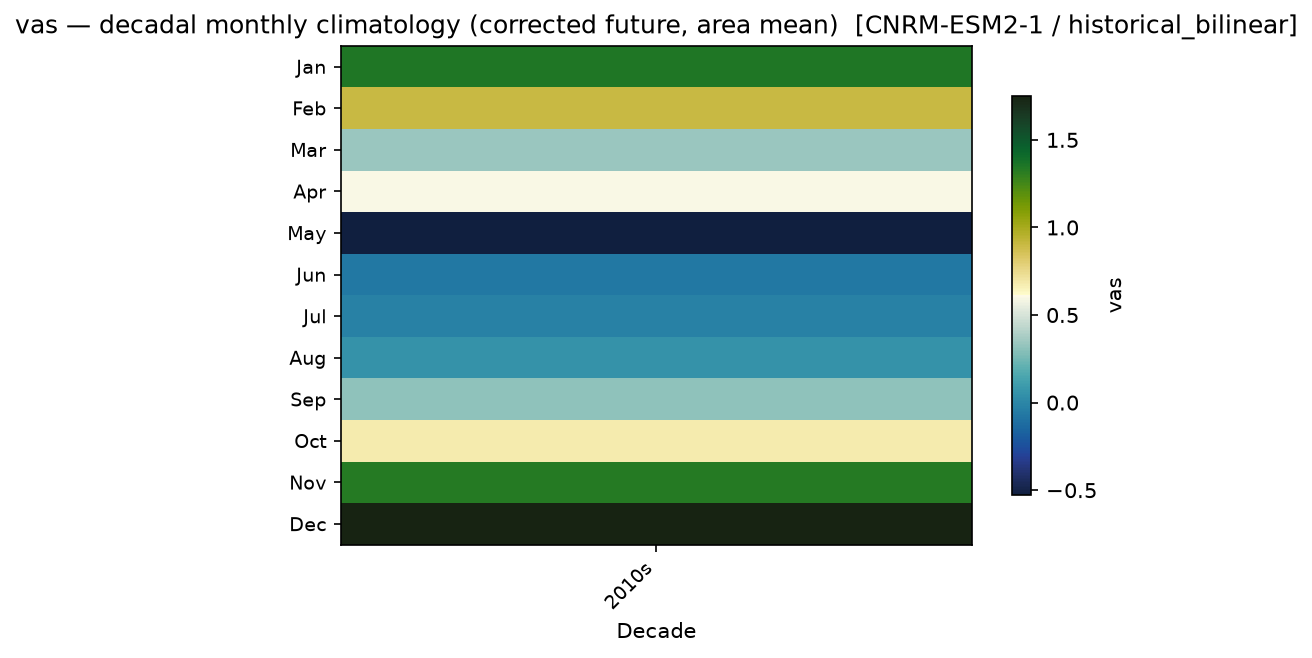 vas — decadal monthly climatology (corrected future, area mean)  [CNRM-ESM2-1 / historical_bilinear]
Jan
Feb
Mar
Apr
May
Jun
Jul
Aug
Sep
Oct
Nov
Dec
2010s
Decade
1.5
1.0
0.5
0.0
−0.5
vas